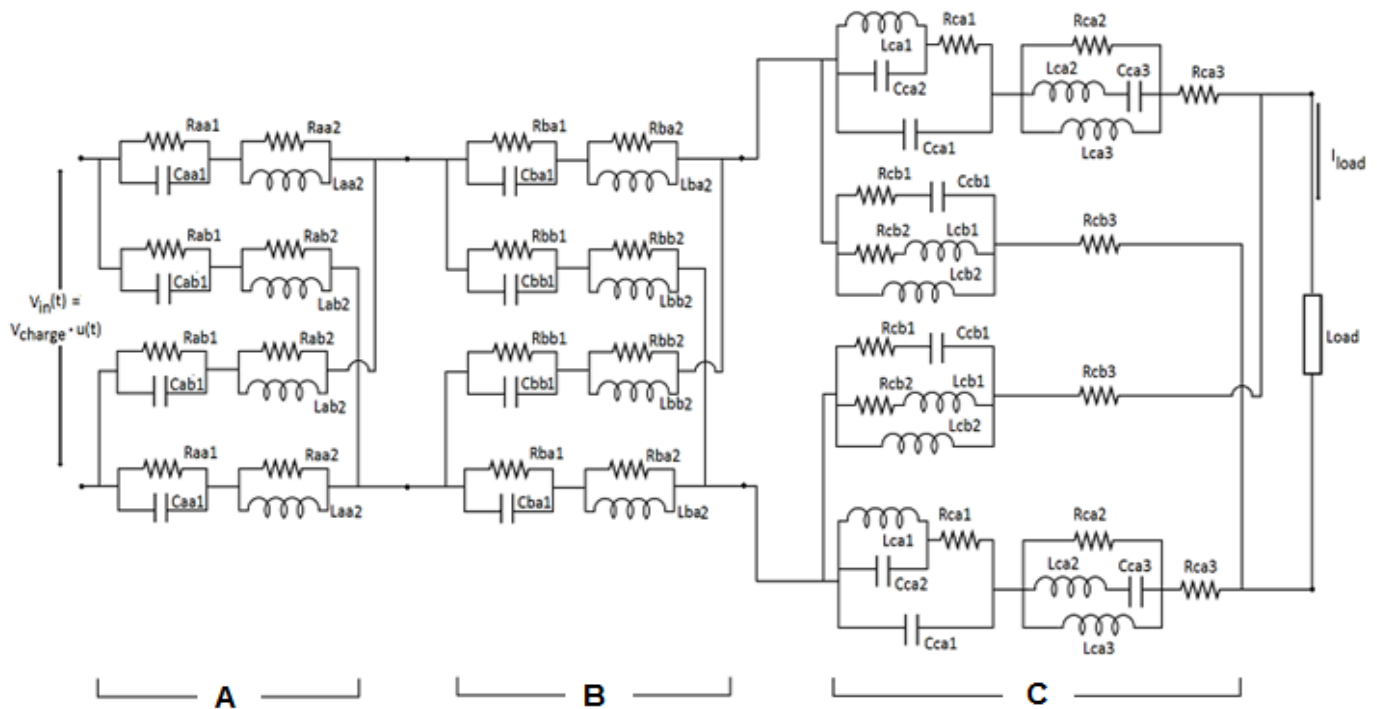 Rca1
Rca2
Lca1
Lca2
Cca3
Rca3
Cca2
Cca1
Lca3
Raa1
Raa2
Rba1
Rba2
Caa1
Laa2
Cba1
Lba2
Iload
Rcb1
Ccb1
Rcb2
Lcb1
Rcb3
Lcb2
Rab1
Rab2
Rbb1
Rbb2
Cab1
Lab2
Cbb1
Lbb2
Vin(t) =
Vcharge * u(t)
Load
Rab1
Rab2
Rbb1
Rbb2
Cab1
Lab2
Cbb1
Lbb2
Rcb1
Ccb1
Rcb2
Lcb1
Rcb3
Lcb2
Raa1
Raa2
Rba1
Rba2
Caa1
Laa2
Cba1
Lba2
Rca1
Rca2
Lca1
Lca2
Cca3
Rca3
Cca2
Cca1
Lca3
A
B
C